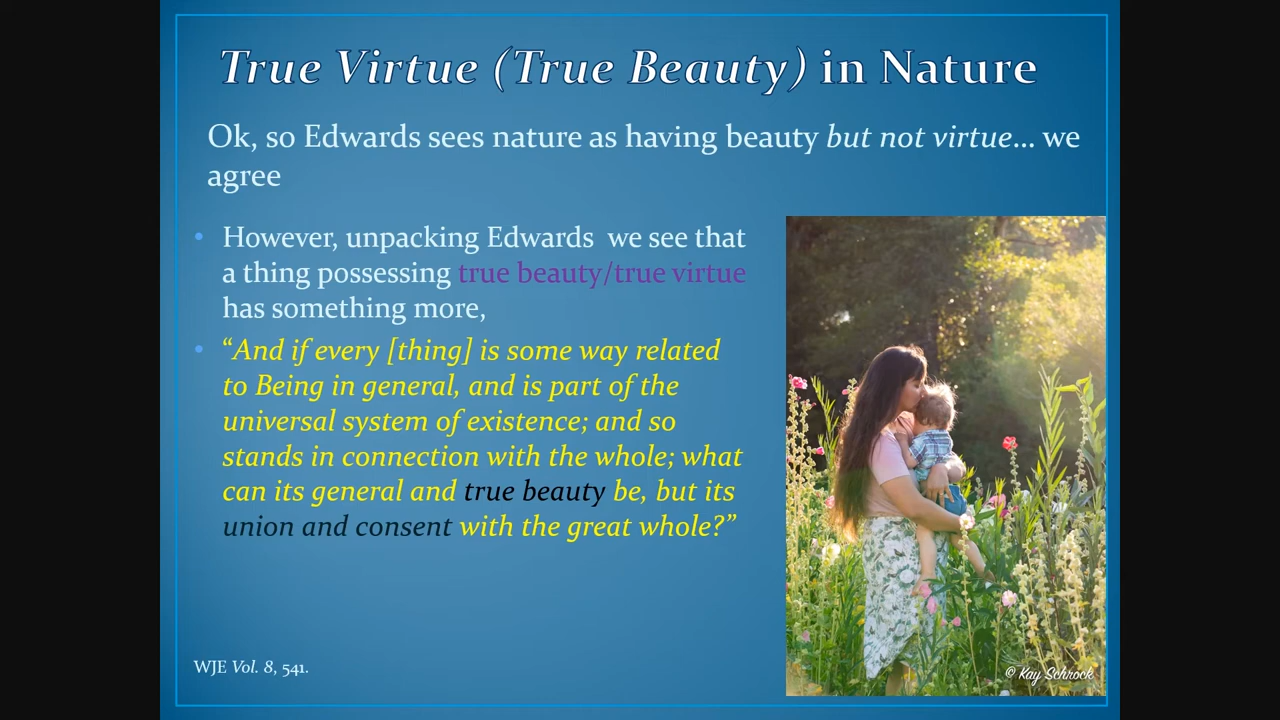 True Virtue (True Beauty) in Nature
Ok, so Edwards sees nature as having beauty but not virtue... we
agree
• However, unpacking Edwards  we see that
a thing possessing true beauty/true virtue
has something more,
• “And if every [thing] is some way related
to Being in general, and is part of the
universal system of existence; and so
stands in connection with the whole; what
can its general and true beauty be, but its
union and consent with the great whole?”
WJE Vol. 8, 541.
© Kay Schrock